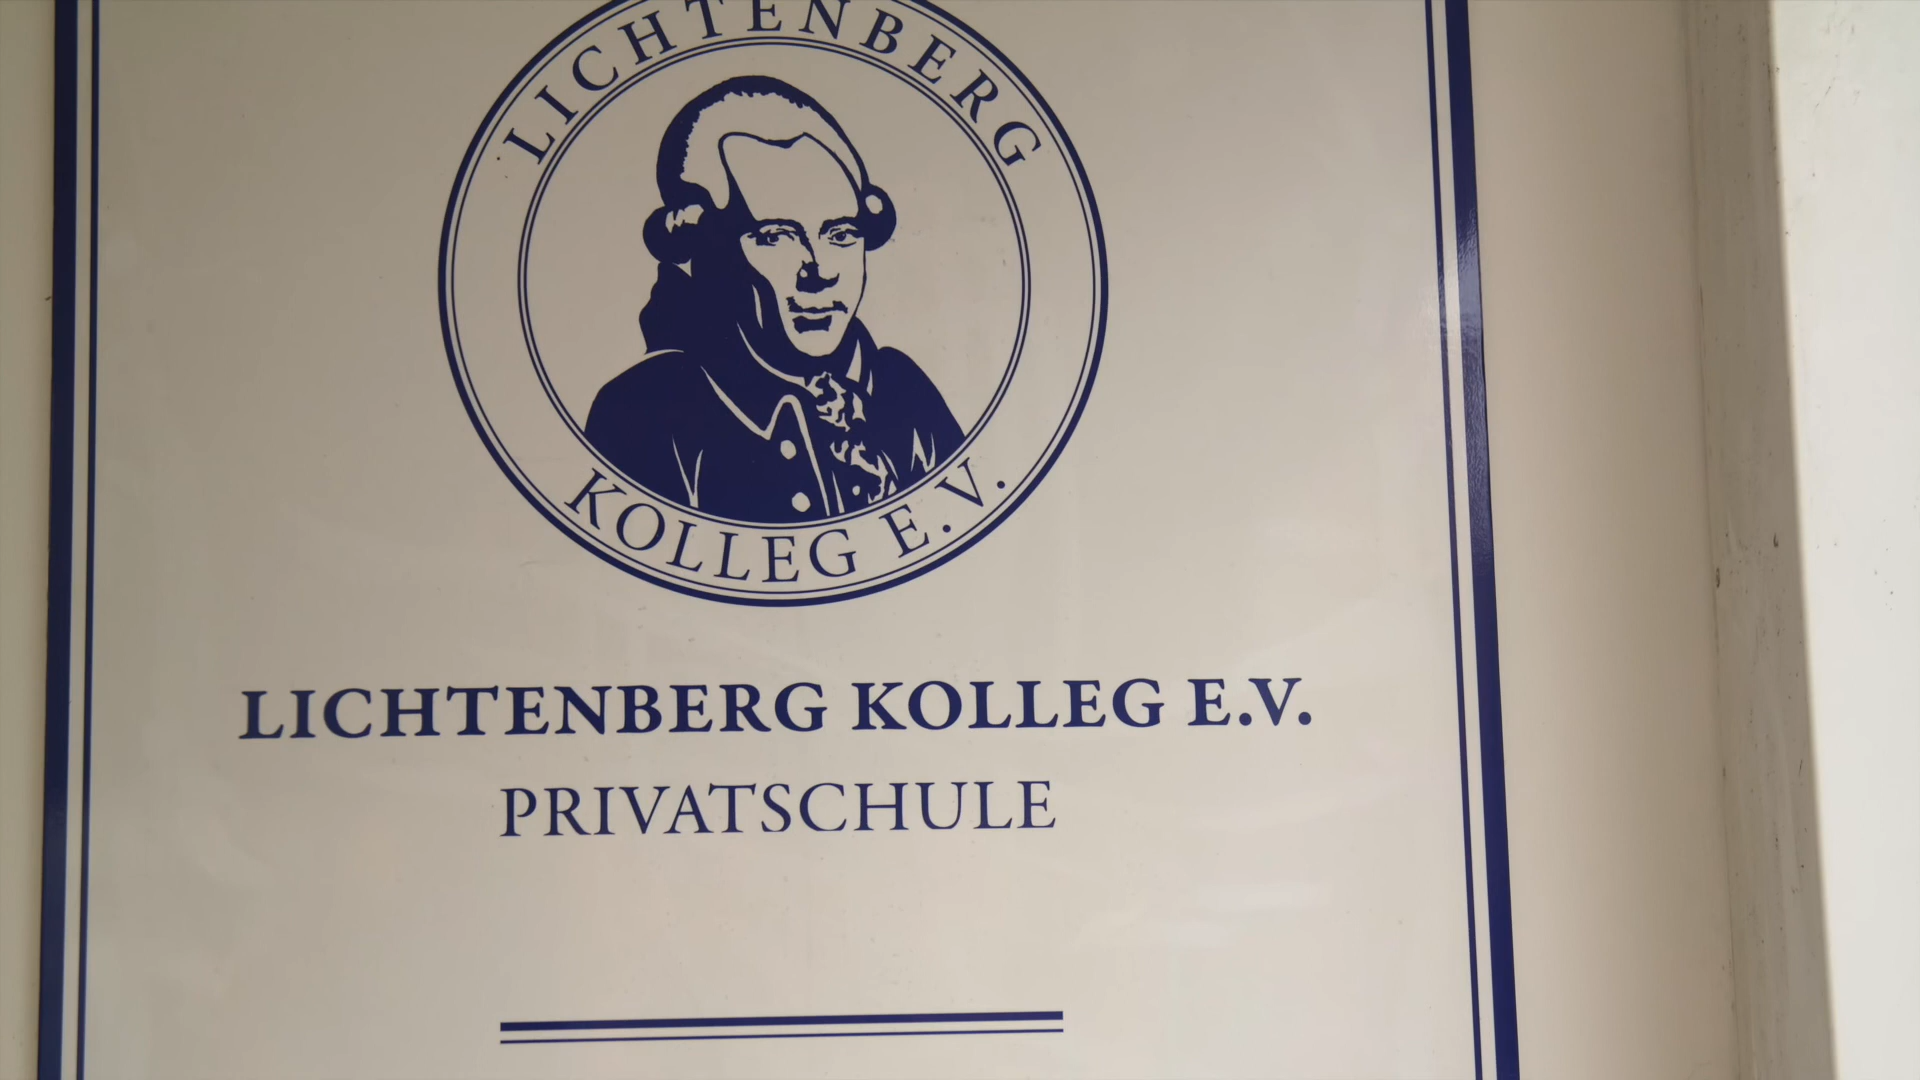 LICHTENBERG
KOLLEG E.V.
LICHTENBERG KOLLEG E.V.
PRIVATSCHULE